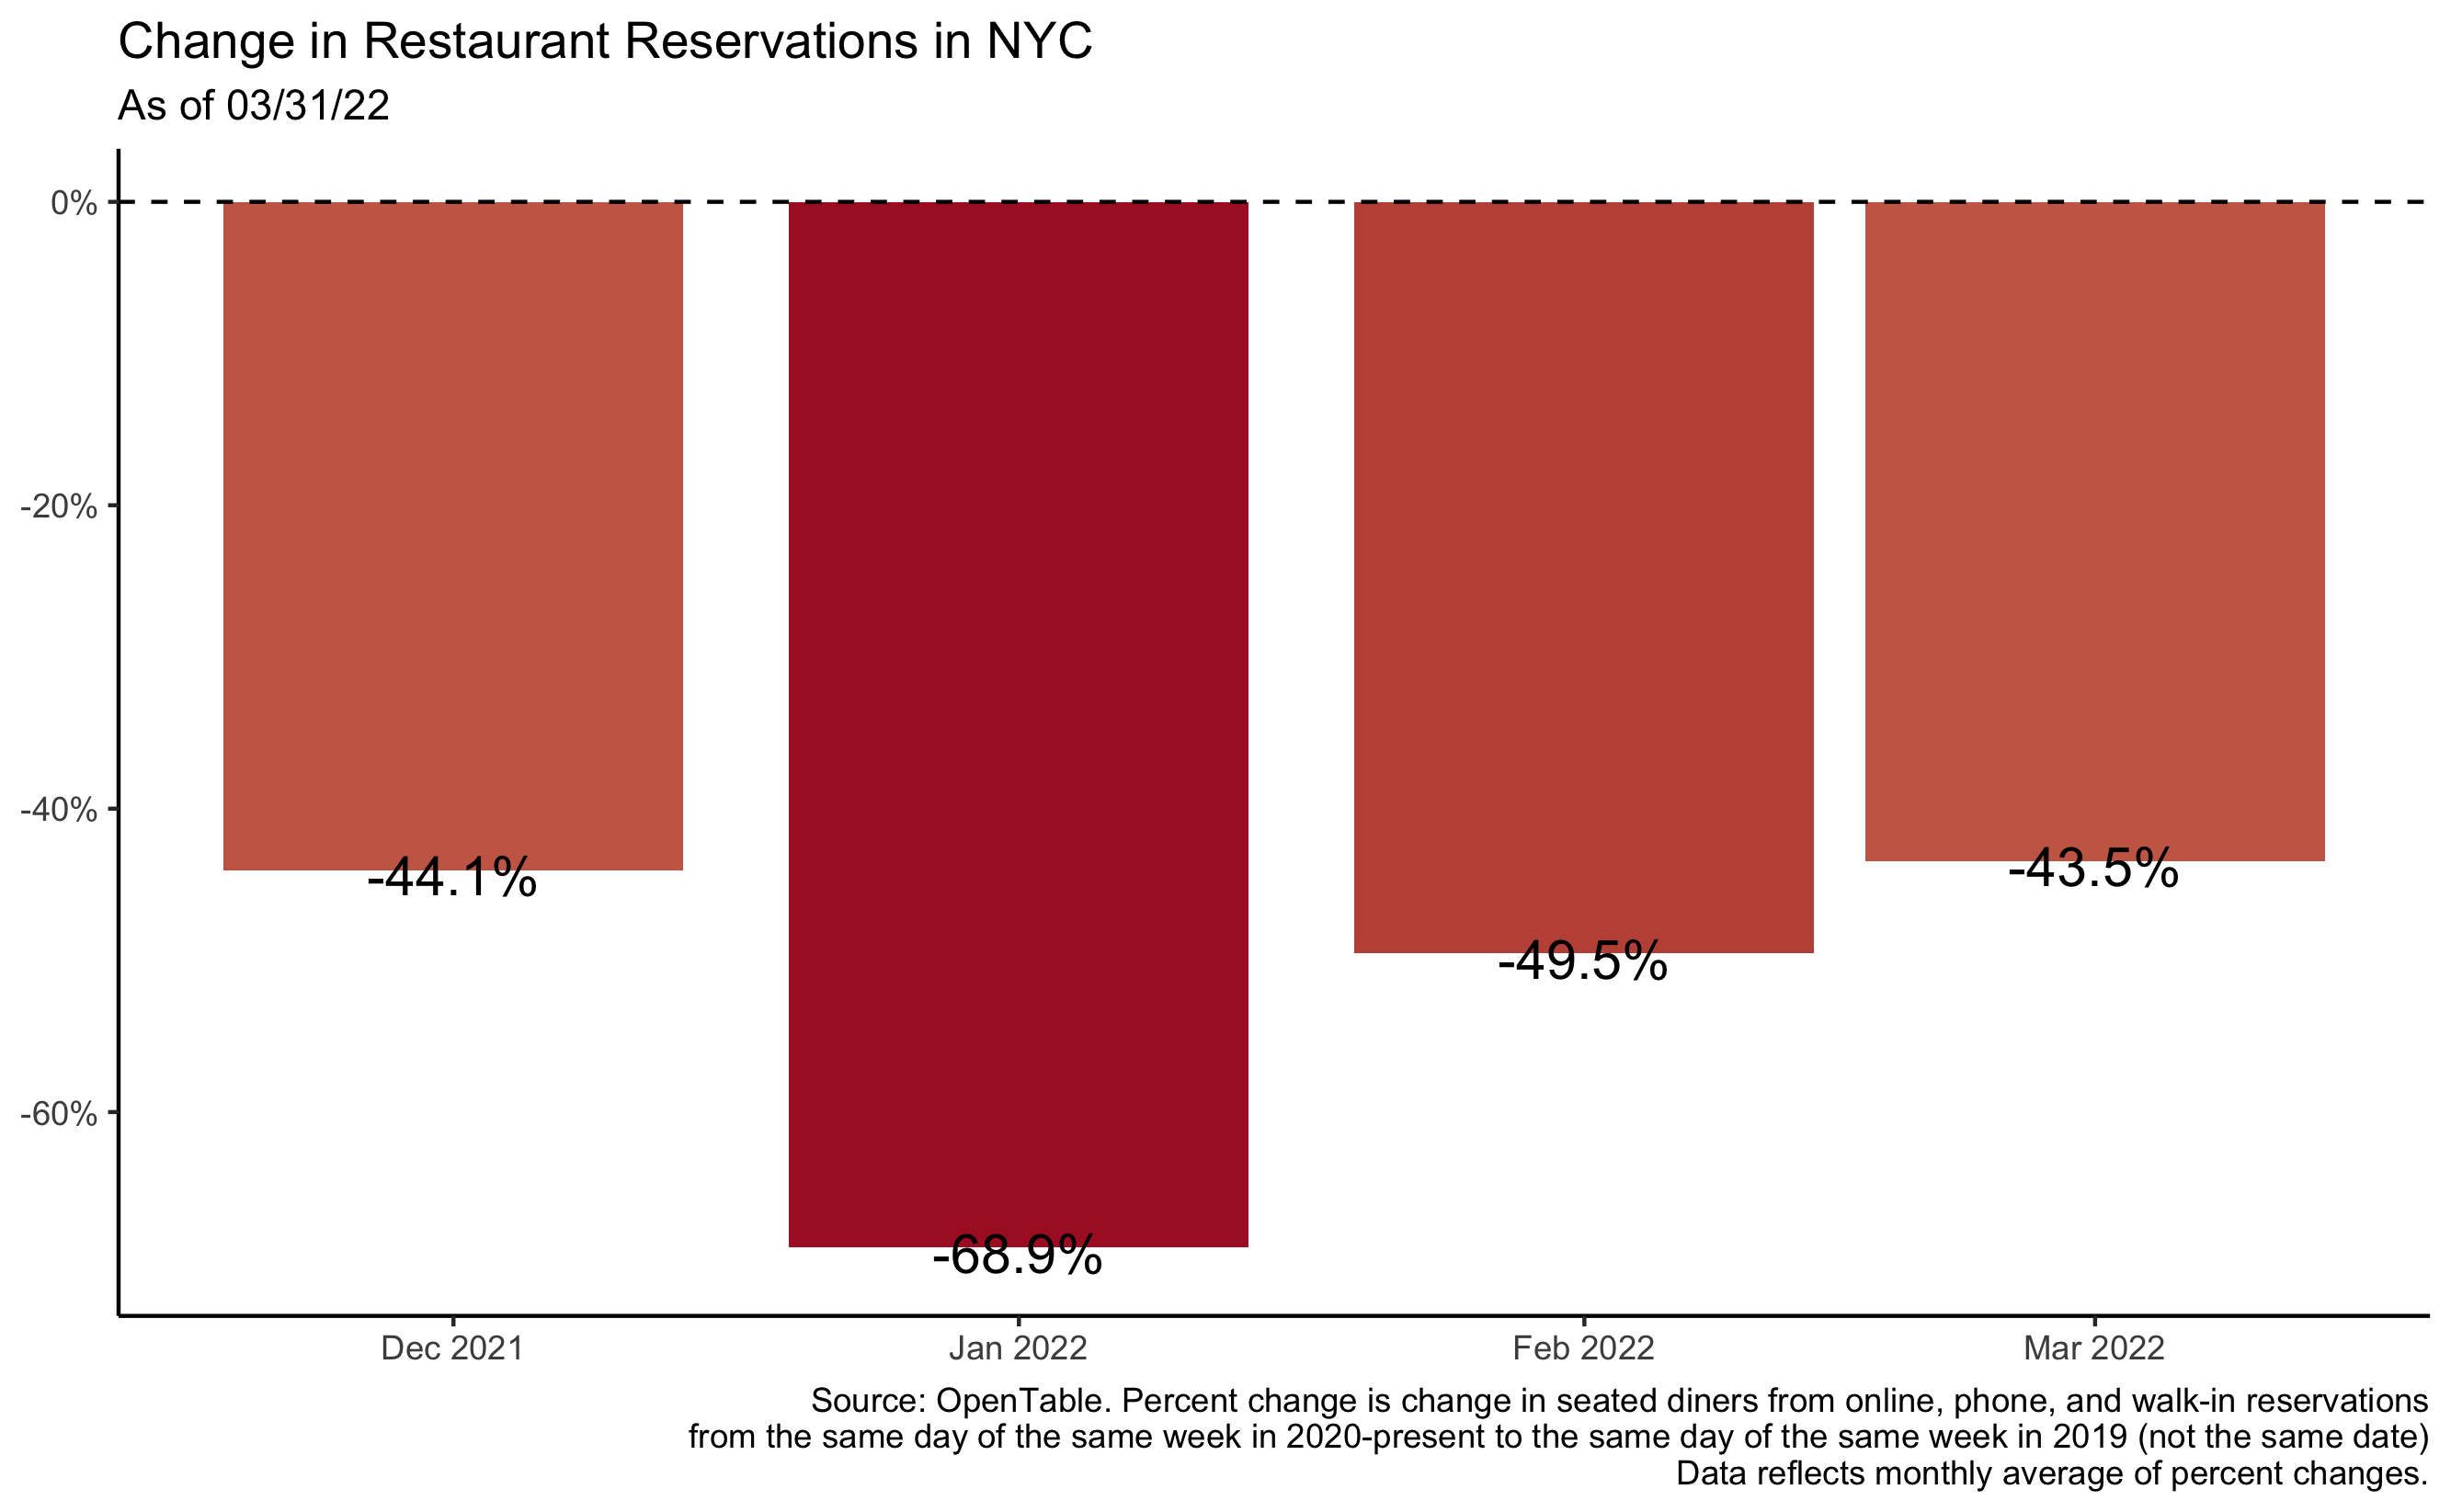 Change in Restaurant Reservations in NYC
As of 03/31/22
0%
-20%
-40%
-60%
-44.1%
-68.9%
-49.5%
-43.5%
Dec 2021
Jan 2022
Feb 2022
Mar 2022
Source: OpenTable. Percent change is change in seated diners from online, phone, and walk-in reservations
from the same day of the same week in 2020-present to the same day of the same week in 2019 (not the same date)
Data reflects monthly average of percent changes.